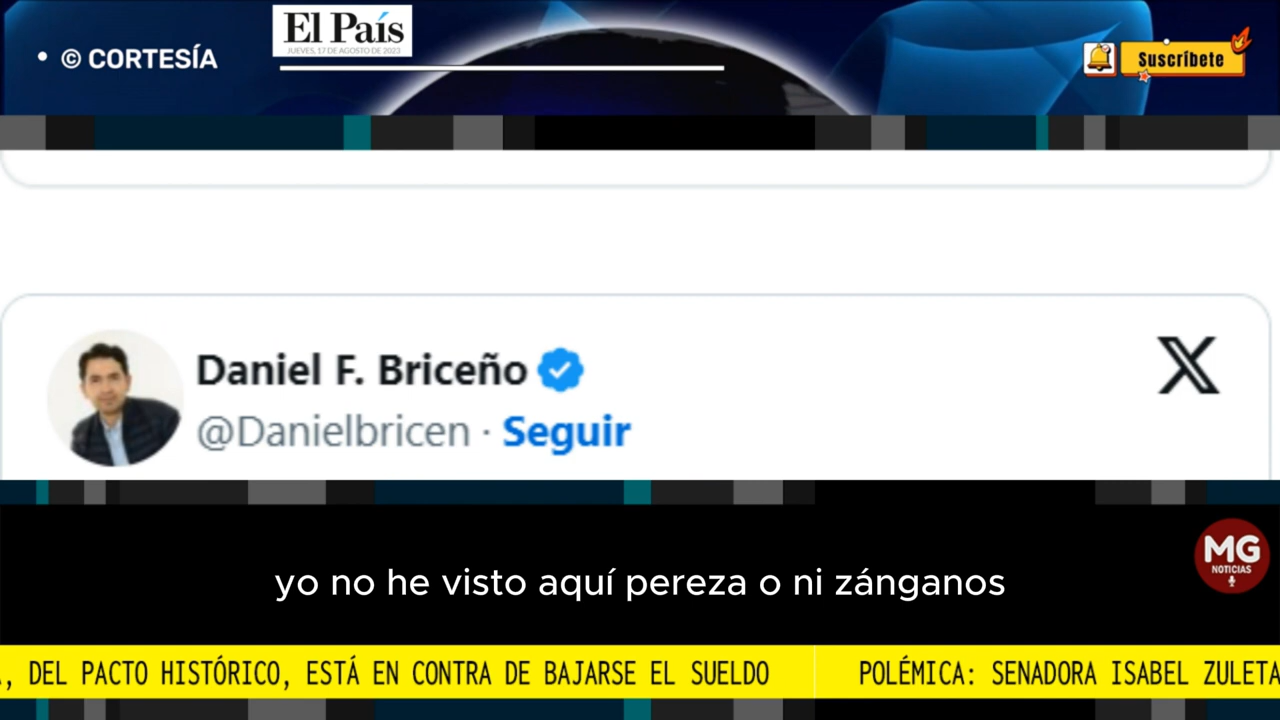 • © CORTESÍA
El País
JUEVES, 17 DE AGOSTO DE 2023
Suscríbete
Daniel F. Briceño
@Danielbricen · Seguir
X
yo no he visto aquí pereza o ni zánganos
MG
NOTICIAS
, DEL PACTO HISTÓRICO, ESTÁ EN CONTRA DE BAJARSE EL SUELDO POLÉMICA: SENADORA ISABEL ZULETA